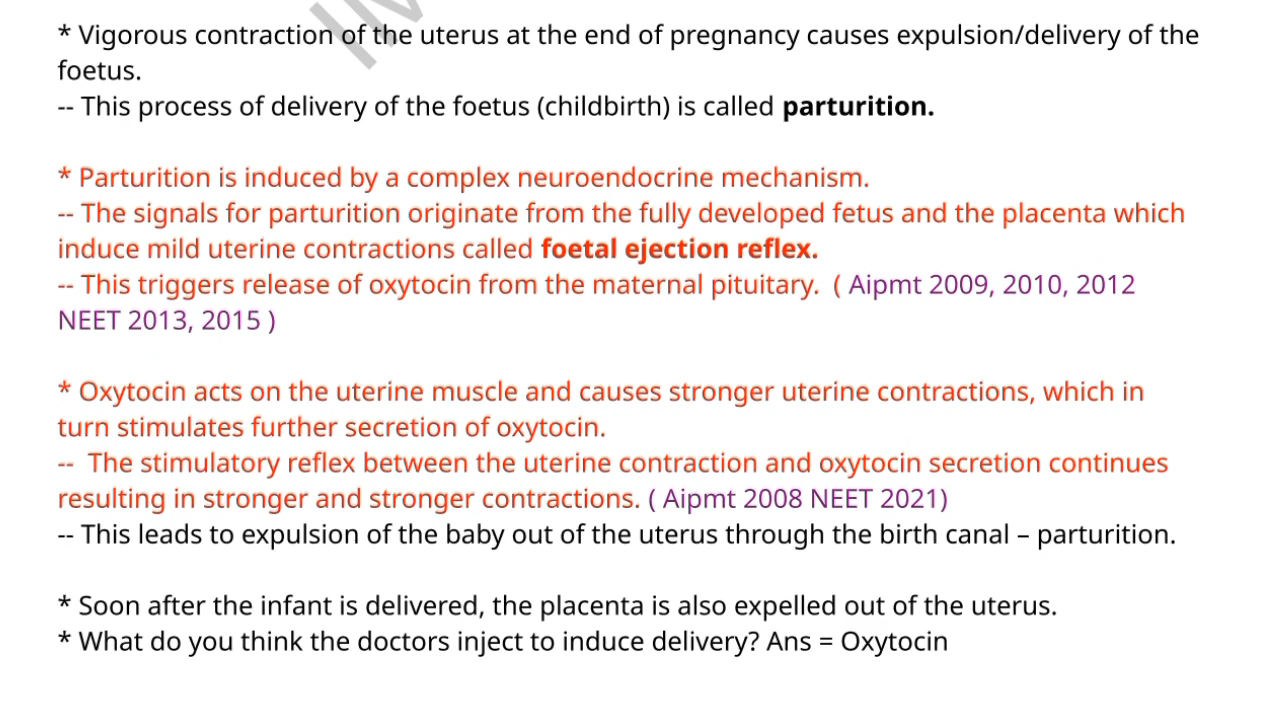 * Vigorous contraction of the uterus at the end of pregnancy causes expulsion/delivery of the
foetus.
-- This process of delivery of the foetus (childbirth) is called parturition.
* Parturition is induced by a complex neuroendocrine mechanism.
-- The signals for parturition originate from the fully developed fetus and the placenta which
induce mild uterine contractions called foetal ejection reflex.
-- This triggers release of oxytocin from the maternal pituitary.  ( Aipmt 2009, 2010, 2012
NEET 2013, 2015 )
* Oxytocin acts on the uterine muscle and causes stronger uterine contractions, which in
turn stimulates further secretion of oxytocin.
--  The stimulatory reflex between the uterine contraction and oxytocin secretion continues
resulting in stronger and stronger contractions. ( Aipmt 2008 NEET 2021)
-- This leads to expulsion of the baby out of the uterus through the birth canal – parturition.
* Soon after the infant is delivered, the placenta is also expelled out of the uterus.
* What do you think the doctors inject to induce delivery? Ans = Oxytocin